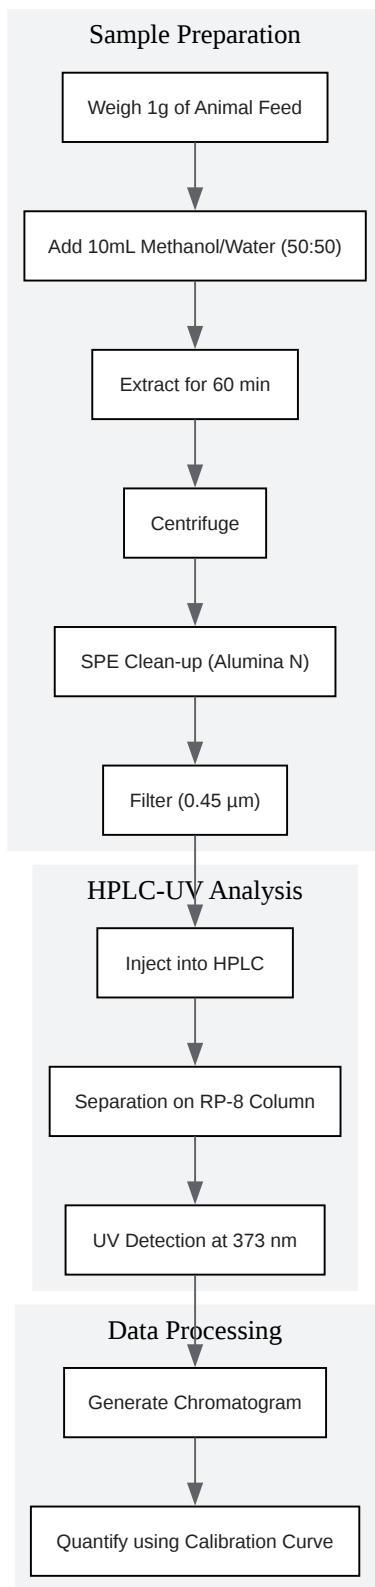 Sample Preparation
Weigh 1g of Animal Feed
Add 10mL Methanol/Water (50:50)
Extract for 60 min
Centrifuge
SPE Clean-up (Alumina N)
Filter (0.45 µm)
HPLC-UV Analysis
Inject into HPLC
Separation on RP-8 Column
UV Detection at 373 nm
Data Processing
Generate Chromatogram
Quantify using Calibration Curve